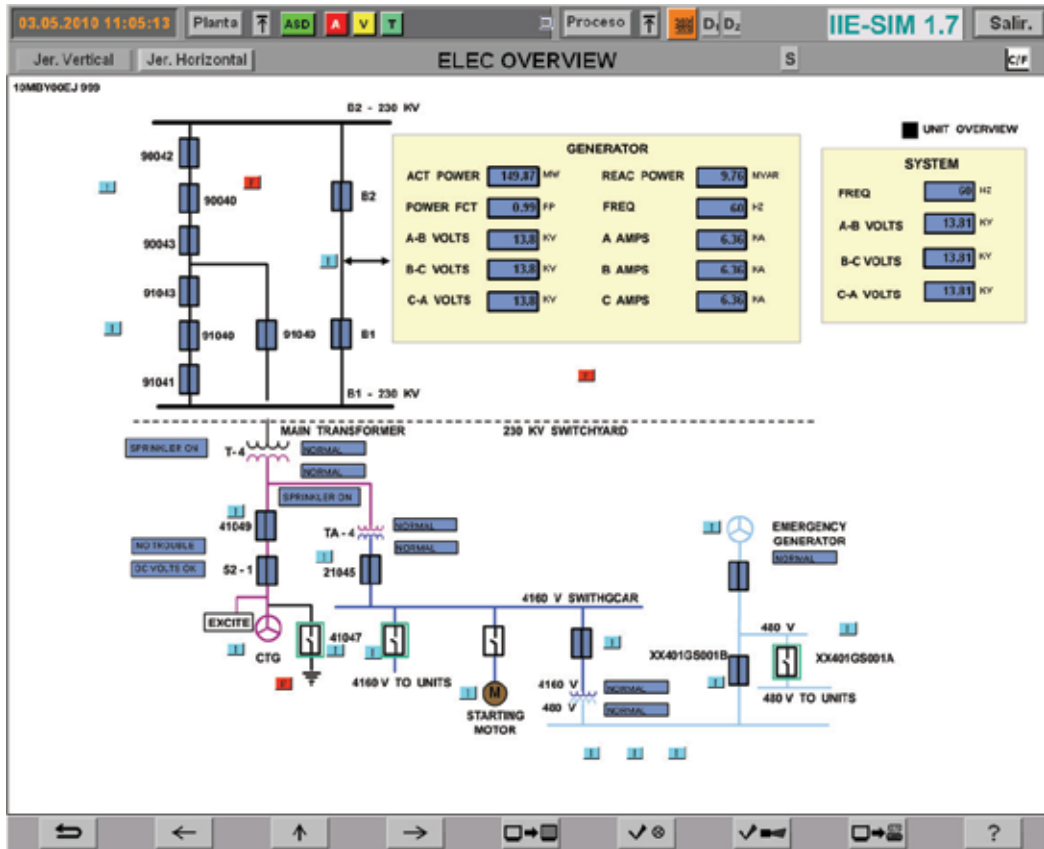 03.05.2010 11:05:13 Planta ASD A V T Proceso D1 D2 IIE-SIM 1.7 Salir.
Jer. Vertical Jer. Horizontal ELEC OVERVIEW S C/F
10MBY00EJ 999
B2 - 230 KV
UNIT OVERVIEW
90042
90040
90043
91043
91040
91049
91041
B2
B1
B1 - 230 KV
GENERATOR
ACT POWER 149.87 MW REAC POWER 9.76 MVAR
POWER FCT 0.99 FP FREQ 60 HZ
A-B VOLTS 13.8 KV A AMPS 6.36 KA
B-C VOLTS 13.8 KV B AMPS 6.36 KA
C-A VOLTS 13.8 KV C AMPS 6.36 KA
SYSTEM
FREQ 60 HZ
A-B VOLTS 13.81 KV
B-C VOLTS 13.81 KV
C-A VOLTS 13.81 KV
MAIN TRANSFORMER 230 KV SWITCHYARD
SPRINKLER ON T-4 NORMAL
NORMAL
SPRINKLER ON
41049 TA-4 NORMAL
NORMAL
NO TROUBLE
DC VOLTS OK 52-1 21045
EMERGENCY
GENERATOR
NORMAL
4160 V SWITHGCAR
EXCITE
CTG
41047
4160 V TO UNITS
M
STARTING
MOTOR
4160 V NORMAL
480 V NORMAL
480 V
XX401GS001B XX401GS001A
480 V TO UNITS
?